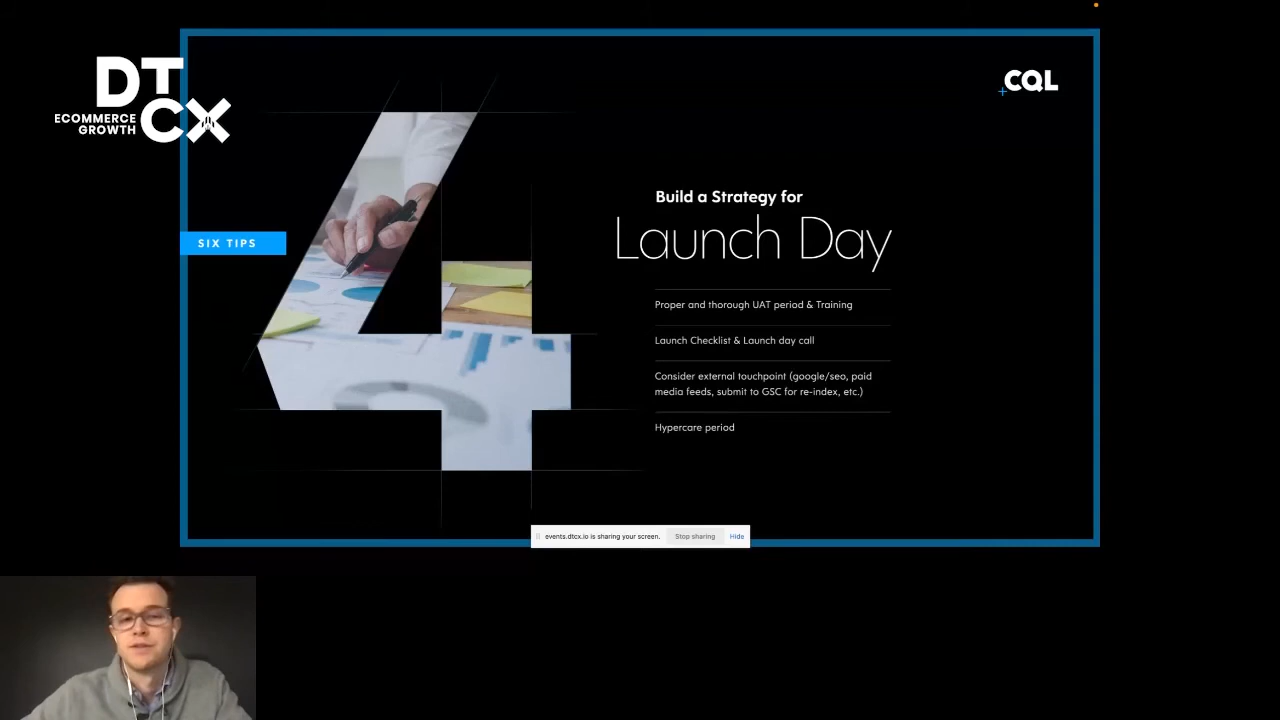 DT
CX
ECOMMERCE
GROWTH
CQL
SIX TIPS
4
Build a Strategy for
Launch Day
Proper and thorough UAT period & Training
Launch Checklist & Launch day call
Consider external touchpoint (google/seo, paid
media feeds, submit to GSC for re-index, etc.)
Hypercare period
events.dtcx.io is sharing your screen.
Stop sharing
Hide